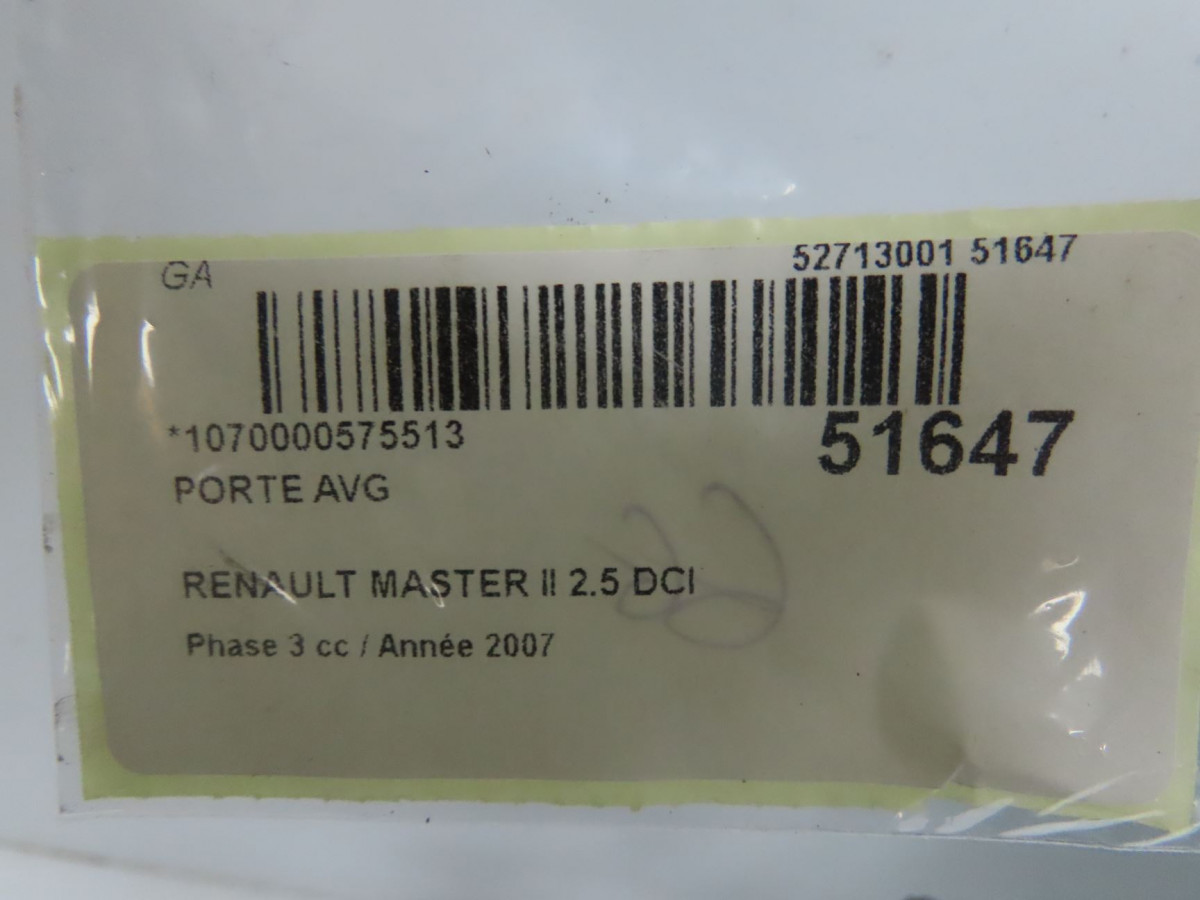 GA
52713001 51647
*1070000575513
51647
PORTE AVG
RENAULT MASTER II 2.5 DCI
Phase 3 cc / Année 2007